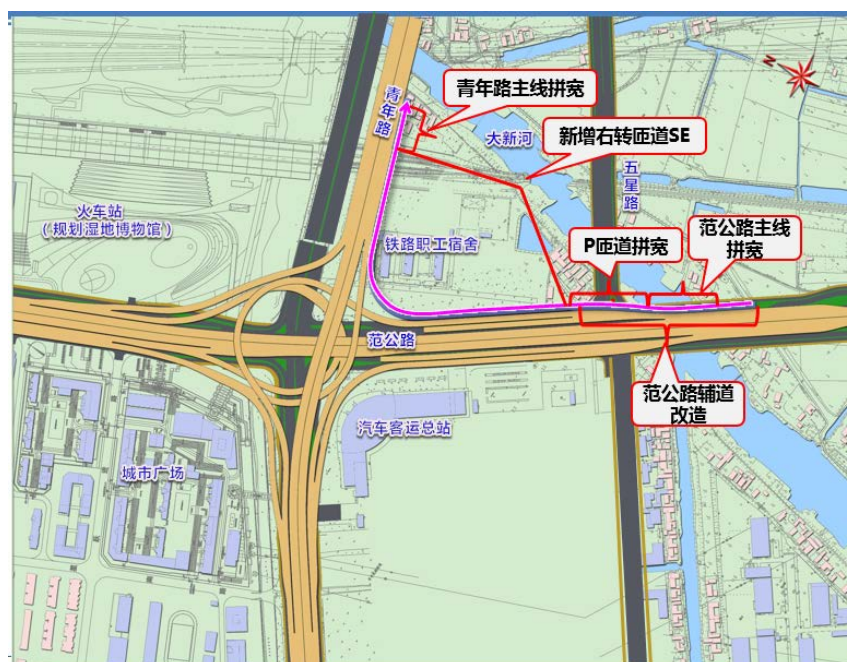 青年路主线拼宽
N
青年路
大新河
新增右转匝道SE
五星路
火车站
（规划湿地博物馆）
铁路职工宿舍
P匝道拼宽
范公路主线
拼宽
范公路
范公路辅道
改造
汽车客运总站
城市广场